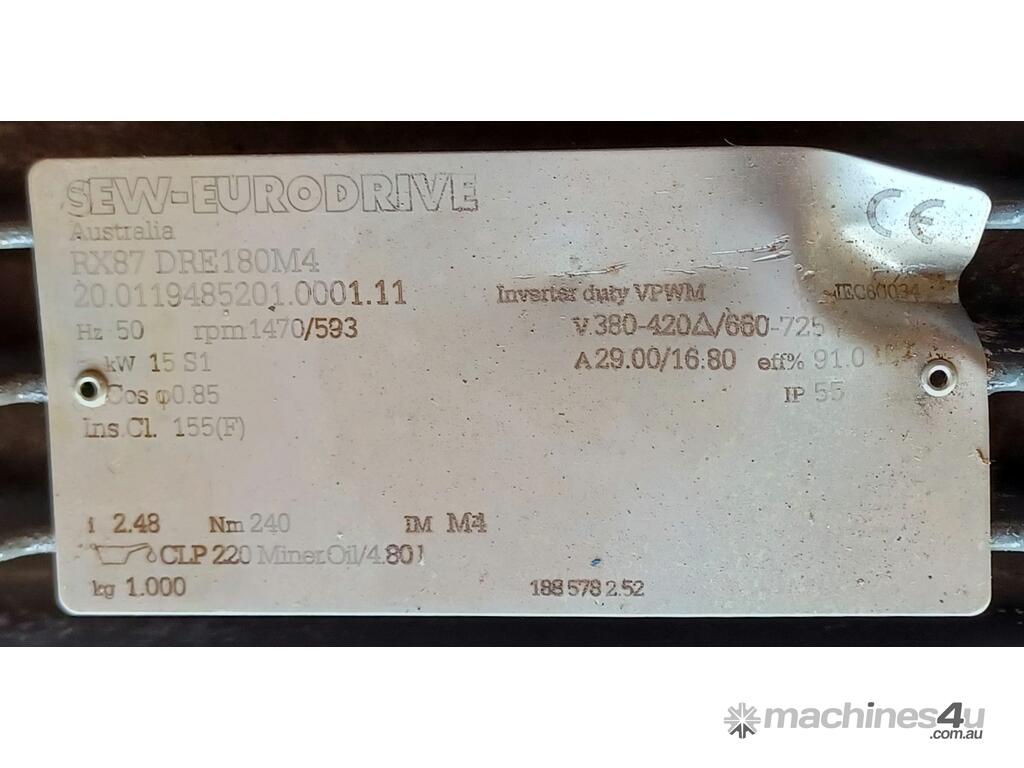 SEW-EURODRIVE
CE
Australia
RX87 DRE180M4
20.0119485201.0001.11 Inverter duty VPWM IEC60034
Hz 50 rpm 1470/593 V 380-420Δ/660-725
kW 15 S1 A 29.00/16.80 eff% 91.0
Cos φ0.85 IP 55
Ins.Cl. 155(F)
i 2.48 Nm 240 IM M4
CLP 220 Miner.Oil/4.80 l
kg 1.000 188 578 2.52
machines4u
.com.au